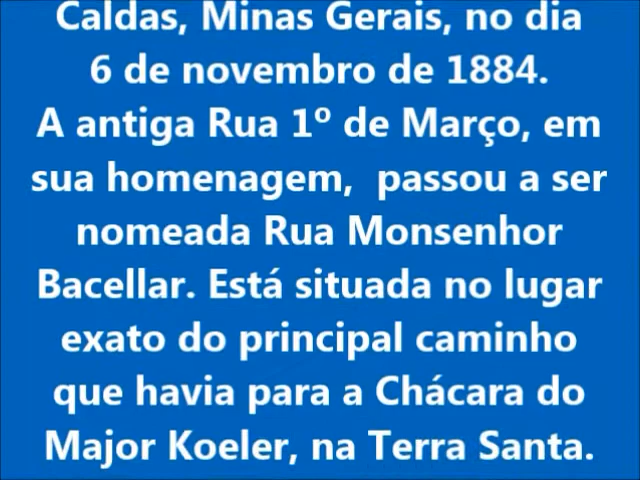 Caldas, Minas Gerais, no dia
6 de novembro de 1884.
A antiga Rua 1º de Março, em
sua homenagem,  passou a ser
nomeada Rua Monsenhor
Bacellar. Está situada no lugar
exato do principal caminho
que havia para a Chácara do
Major Koeler, na Terra Santa.